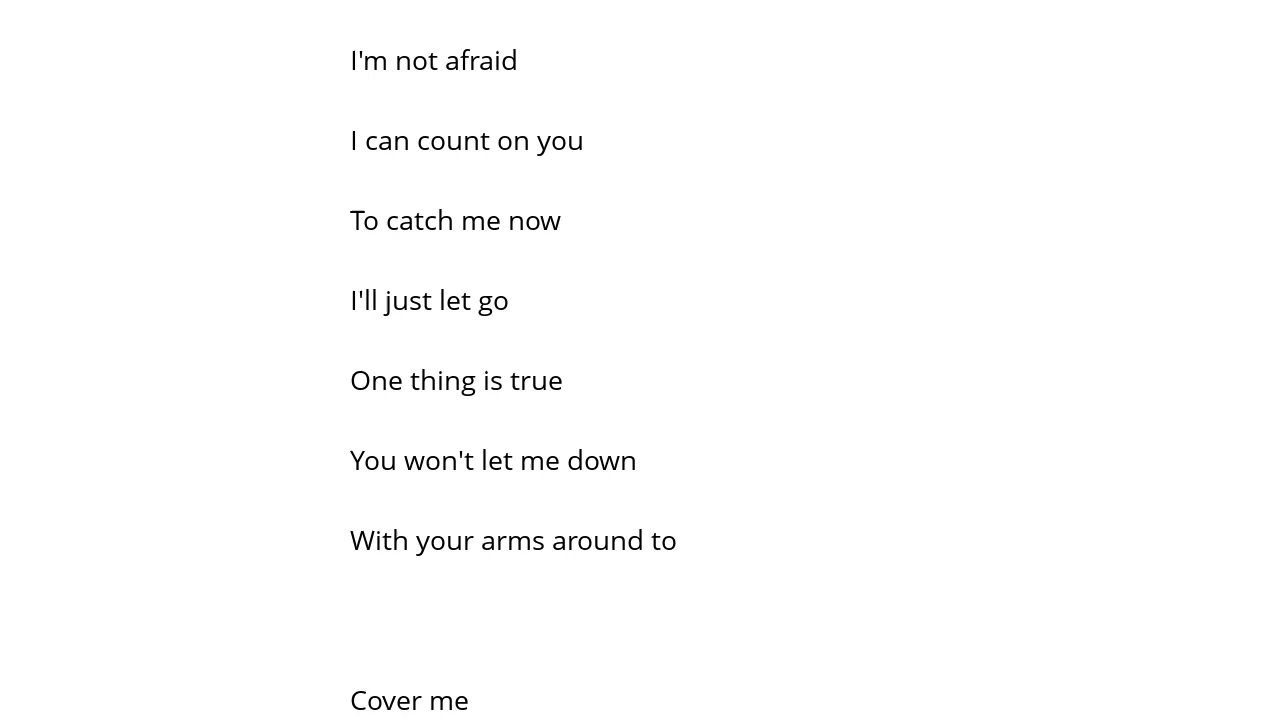 I'm not afraid
I can count on you
To catch me now
I'll just let go
One thing is true
You won't let me down
With your arms around to
Cover me